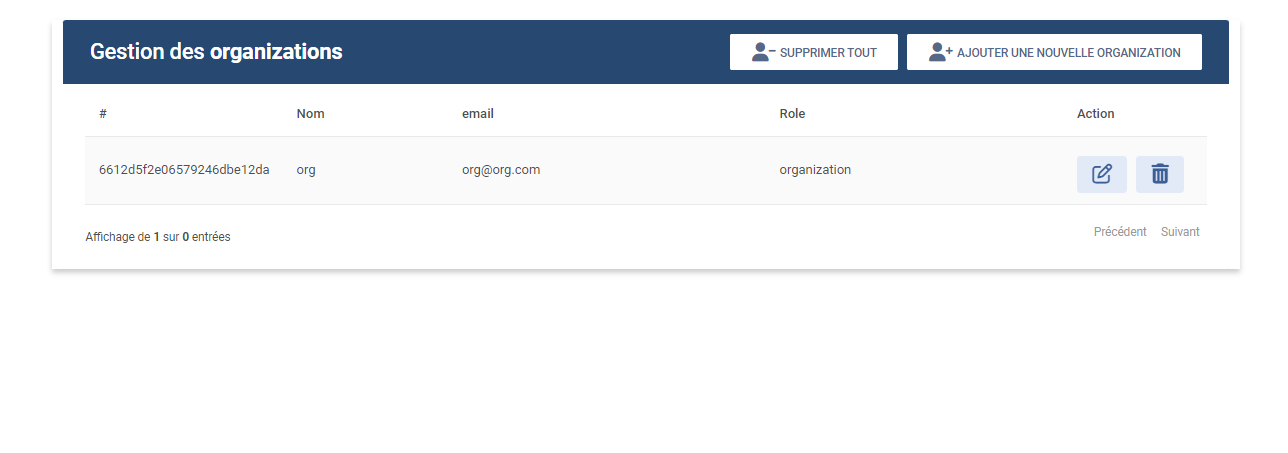 Gestion des organizations
SUPPRIMER TOUT
AJOUTER UNE NOUVELLE ORGANIZATION
# Nom email Role Action
6612d5f2e06579246dbe12da org org@org.com organization
Affichage de 1 sur 0 entrées
Précédent Suivant